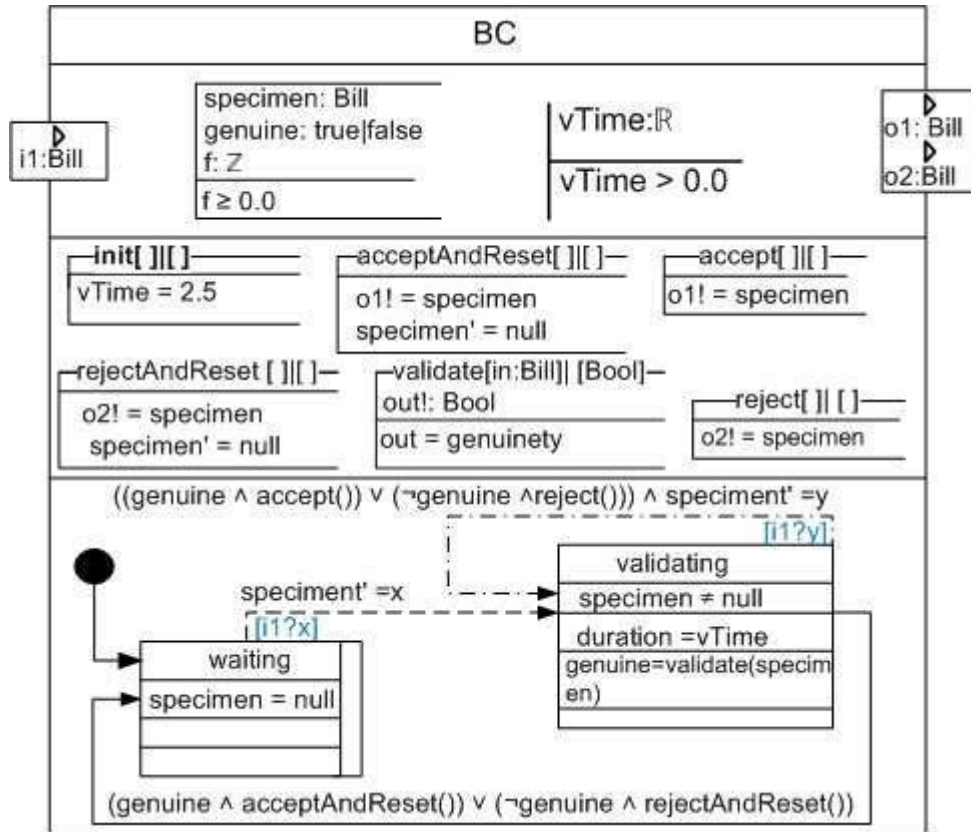 BC
i1:Bill
specimen: Bill
genuine: true|false
f: ℤ
f ≥ 0.0
vTime:ℝ
vTime > 0.0
o1: Bill
o2:Bill
init[ ]|[ ]
vTime = 2.5
acceptAndReset[ ]|[ ]
o1! = specimen
specimen' = null
accept[ ]|[ ]
o1! = specimen
rejectAndReset [ ]|[ ]
o2! = specimen
specimen' = null
validate[in:Bill]| [Bool]
out!: Bool
out = genuinety
reject[ ]| [ ]
o2! = specimen
((genuine ∧ accept()) ∨ (¬genuine ∧reject())) ∧ speciment' =y
[i1?y]
validating
specimen ≠ null
duration =vTime
genuine=validate(specim
en)
speciment' =x
[i1?x]
waiting
specimen = null
(genuine ∧ acceptAndReset()) ∨ (¬genuine ∧ rejectAndReset())